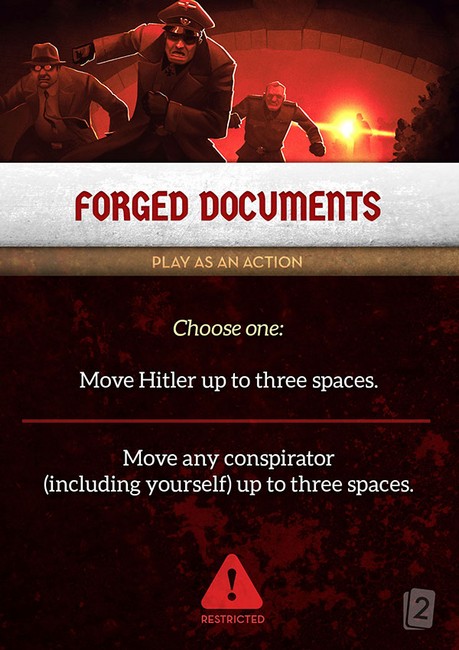 FORGED DOCUMENTS
PLAY AS AN ACTION
Choose one:
Move Hitler up to three spaces.
Move any conspirator
(including yourself) up to three spaces.
!
RESTRICTED
2